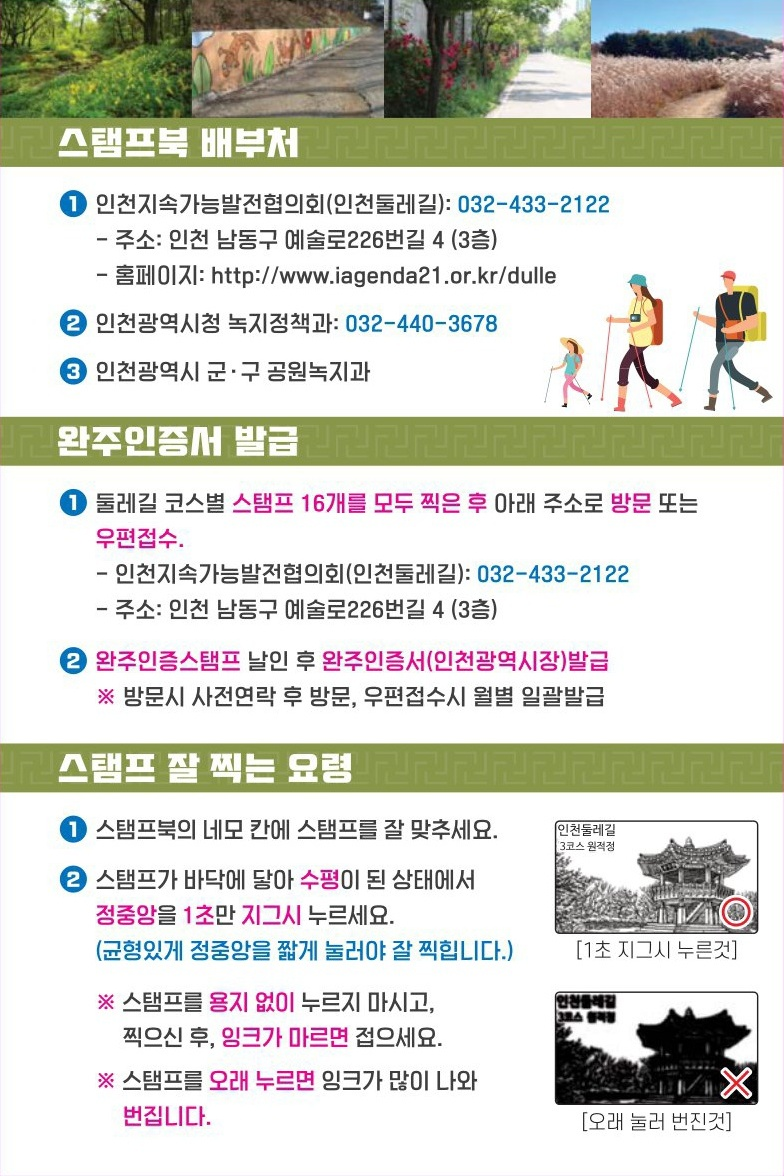 스탬프북 배부처
1 인천지속가능발전협의회(인천둘레길): 032-433-2122
- 주소: 인천 남동구 예술로226번길 4 (3층)
- 홈페이지: http://www.iagenda21.or.kr/dulle
2 인천광역시청 녹지정책과: 032-440-3678
3 인천광역시 군·구 공원녹지과
완주인증서 발급
1 둘레길 코스별 스탬프 16개를 모두 찍은 후 아래 주소로 방문 또는
우편접수.
- 인천지속가능발전협의회(인천둘레길): 032-433-2122
- 주소: 인천 남동구 예술로226번길 4 (3층)
2 완주인증스탬프 날인 후 완주인증서(인천광역시장)발급
※ 방문시 사전연락 후 방문, 우편접수시 월별 일괄발급
스탬프 잘 찍는 요령
1 스탬프북의 네모 칸에 스탬프를 잘 맞추세요.
2 스탬프가 바닥에 닿아 수평이 된 상태에서
정중앙을 1초만 지그시 누르세요.
(균형있게 정중앙을 짧게 눌러야 잘 찍힙니다.)
※ 스탬프를 용지 없이 누르지 마시고,
찍으신 후, 잉크가 마르면 접으세요.
※ 스탬프를 오래 누르면 잉크가 많이 나와
번집니다.
인천둘레길
3코스 원적정
[1초 지그시 누른것]
인천둘레길
3코스 원적정
[오래 눌러 번진것]